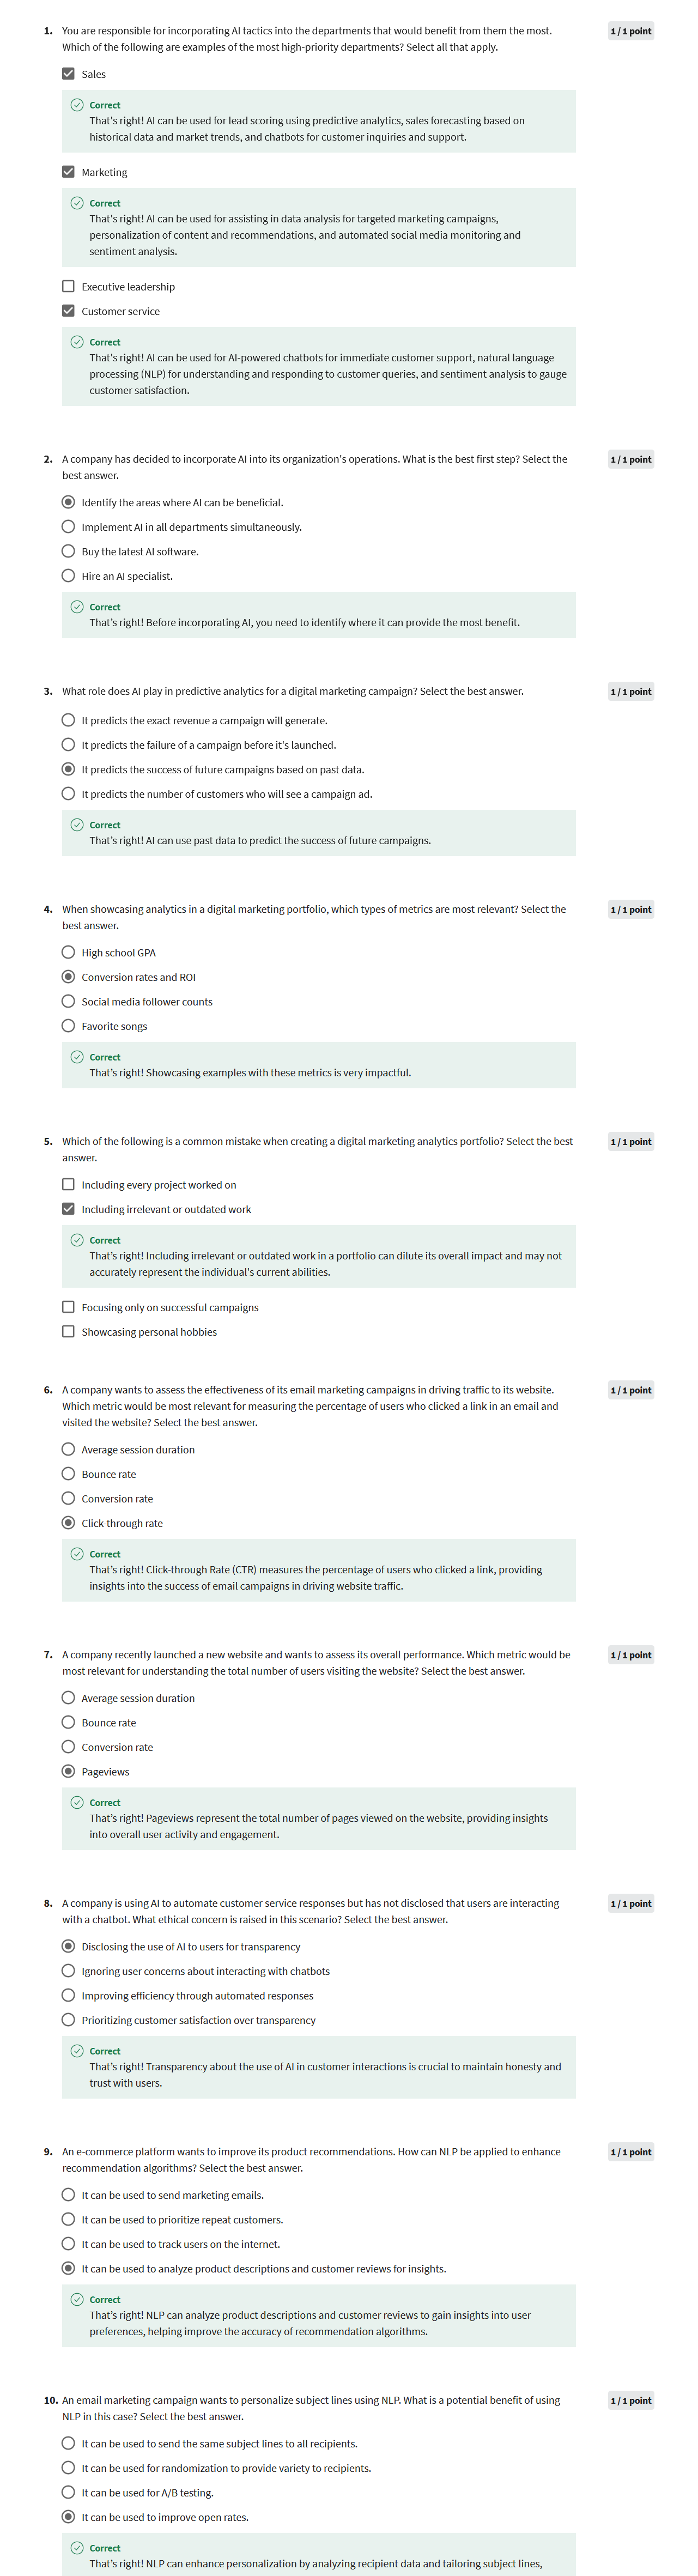 1. You are responsible for incorporating AI tactics into the departments that would benefit from them the most. 1 / 1 point
Which of the following are examples of the most high-priority departments? Select all that apply.
Sales
Correct
That's right! AI can be used for lead scoring using predictive analytics, sales forecasting based on
historical data and market trends, and chatbots for customer inquiries and support.
Marketing
Correct
That's right! AI can be used for assisting in data analysis for targeted marketing campaigns,
personalization of content and recommendations, and automated social media monitoring and
sentiment analysis.
Executive leadership
Customer service
Correct
That's right! AI can be used for AI-powered chatbots for immediate customer support, natural language
processing (NLP) for understanding and responding to customer queries, and sentiment analysis to gauge
customer satisfaction.
2. A company has decided to incorporate AI into its organization's operations. What is the best first step? Select the 1 / 1 point
best answer.
Identify the areas where AI can be beneficial.
Implement AI in all departments simultaneously.
Buy the latest AI software.
Hire an AI specialist.
Correct
That's right! Before incorporating AI, you need to identify where it can provide the most benefit.
3. What role does AI play in predictive analytics for a digital marketing campaign? Select the best answer. 1 / 1 point
It predicts the exact revenue a campaign will generate.
It predicts the failure of a campaign before it's launched.
It predicts the success of future campaigns based on past data.
It predicts the number of customers who will see a campaign ad.
Correct
That's right! AI can use past data to predict the success of future campaigns.
4. When showcasing analytics in a digital marketing portfolio, which types of metrics are most relevant? Select the 1 / 1 point
best answer.
High school GPA
Conversion rates and ROI
Social media follower counts
Favorite songs
Correct
That's right! Showcasing examples with these metrics is very impactful.
5. Which of the following is a common mistake when creating a digital marketing analytics portfolio? Select the best 1 / 1 point
answer.
Including every project worked on
Including irrelevant or outdated work
Correct
That's right! Including irrelevant or outdated work in a portfolio can dilute its overall impact and may not
accurately represent the individual's current abilities.
Focusing only on successful campaigns
Showcasing personal hobbies
6. A company wants to assess the effectiveness of its email marketing campaigns in driving traffic to its website. 1 / 1 point
Which metric would be most relevant for measuring the percentage of users who clicked a link in an email and
visited the website? Select the best answer.
Average session duration
Bounce rate
Conversion rate
Click-through rate
Correct
That's right! Click-through Rate (CTR) measures the percentage of users who clicked a link, providing
insights into the success of email campaigns in driving website traffic.
7. A company recently launched a new website and wants to assess its overall performance. Which metric would be 1 / 1 point
most relevant for understanding the total number of users visiting the website? Select the best answer.
Average session duration
Bounce rate
Conversion rate
Pageviews
Correct
That's right! Pageviews represent the total number of pages viewed on the website, providing insights
into overall user activity and engagement.
8. A company is using AI to automate customer service responses but has not disclosed that users are interacting 1 / 1 point
with a chatbot. What ethical concern is raised in this scenario? Select the best answer.
Disclosing the use of AI to users for transparency
Ignoring user concerns about interacting with chatbots
Improving efficiency through automated responses
Prioritizing customer satisfaction over transparency
Correct
That's right! Transparency about the use of AI in customer interactions is crucial to maintain honesty and
trust with users.
9. An e-commerce platform wants to improve its product recommendations. How can NLP be applied to enhance 1 / 1 point
recommendation algorithms? Select the best answer.
It can be used to send marketing emails.
It can be used to prioritize repeat customers.
It can be used to track users on the internet.
It can be used to analyze product descriptions and customer reviews for insights.
Correct
That's right! NLP can analyze product descriptions and customer reviews to gain insights into user
preferences, helping improve the accuracy of recommendation algorithms.
10. An email marketing campaign wants to personalize subject lines using NLP. What is a potential benefit of using 1 / 1 point
NLP in this case? Select the best answer.
It can be used to send the same subject lines to all recipients.
It can be used for randomization to provide variety to recipients.
It can be used for A/B testing.
It can be used to improve open rates.
Correct
That's right! NLP can enhance personalization by analyzing recipient data and tailoring subject lines,